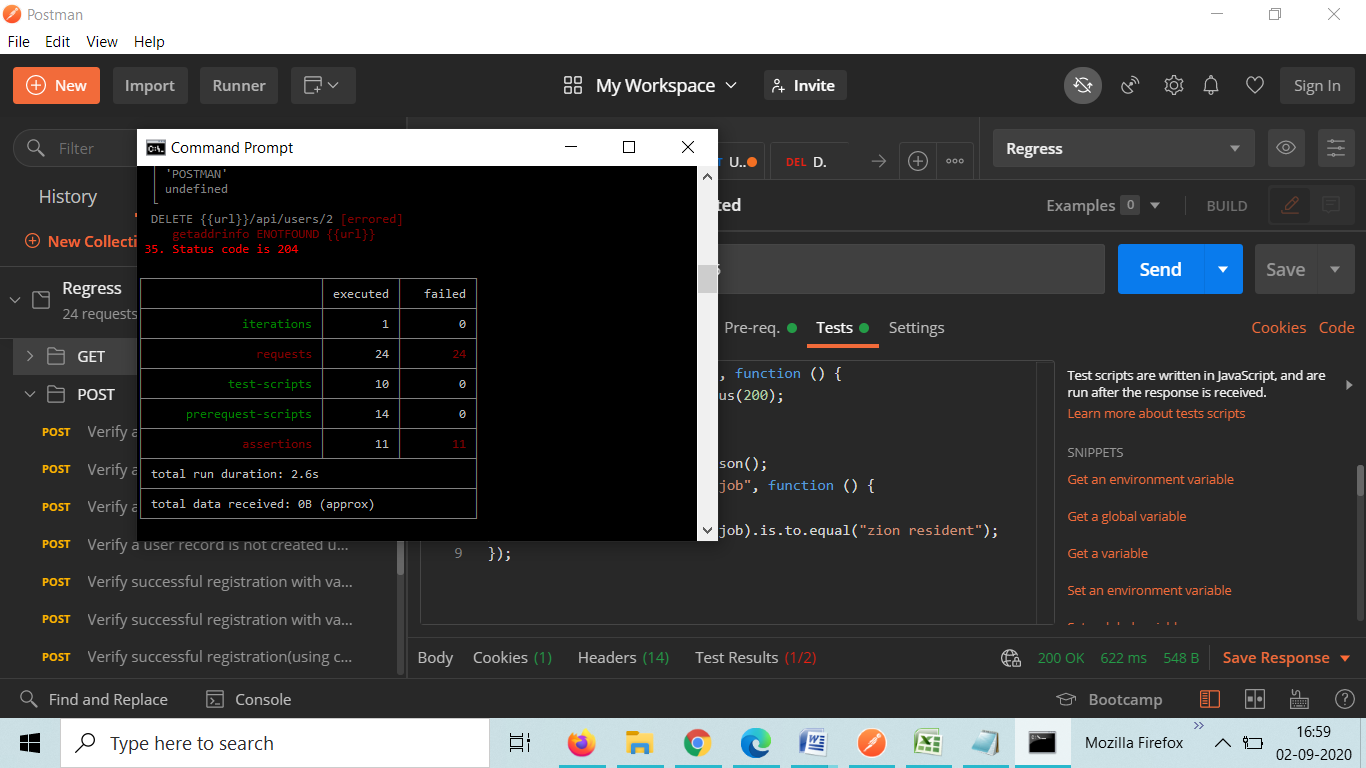 Postman
File Edit View Help
New Import Runner My Workspace Invite Sign In
Filter
History
New Collecti
Regress
24 requests
GET
POST
POST Verify a
POST Verify a
POST Verify a
POST Verify a user record is not created u...
POST Verify successful registration with va...
POST Verify successful registration with va...
POST Verify successful registration(using c...
Command Prompt
'POSTMAN'
undefined
DELETE {{url}}/api/users/2 [errored]
getaddrinfo ENOTFOUND {{url}}
35. Status code is 204
executed failed
iterations 1 0
requests 24 24
test-scripts 10 0
prerequest-scripts 14 0
assertions 11 11
total run duration: 2.6s
total data received: 0B (approx)
U.. DEL D. ooo
Regress
ted Examples 0 BUILD
Send Save
Pre-req. Tests Settings Cookies Code
, function () {
us(200);
son();
job", function () {
job).is.to.equal("zion resident");
9 });
Test scripts are written in JavaScript, and are
run after the response is received.
Learn more about tests scripts
SNIPPETS
Get an environment variable
Get a global variable
Get a variable
Set an environment variable
Body Cookies (1) Headers (14) Test Results (1/2) 200 OK 622 ms 548 B Save Response
Find and Replace Console Bootcamp
Type here to search Mozilla Firefox 16:59
02-09-2020